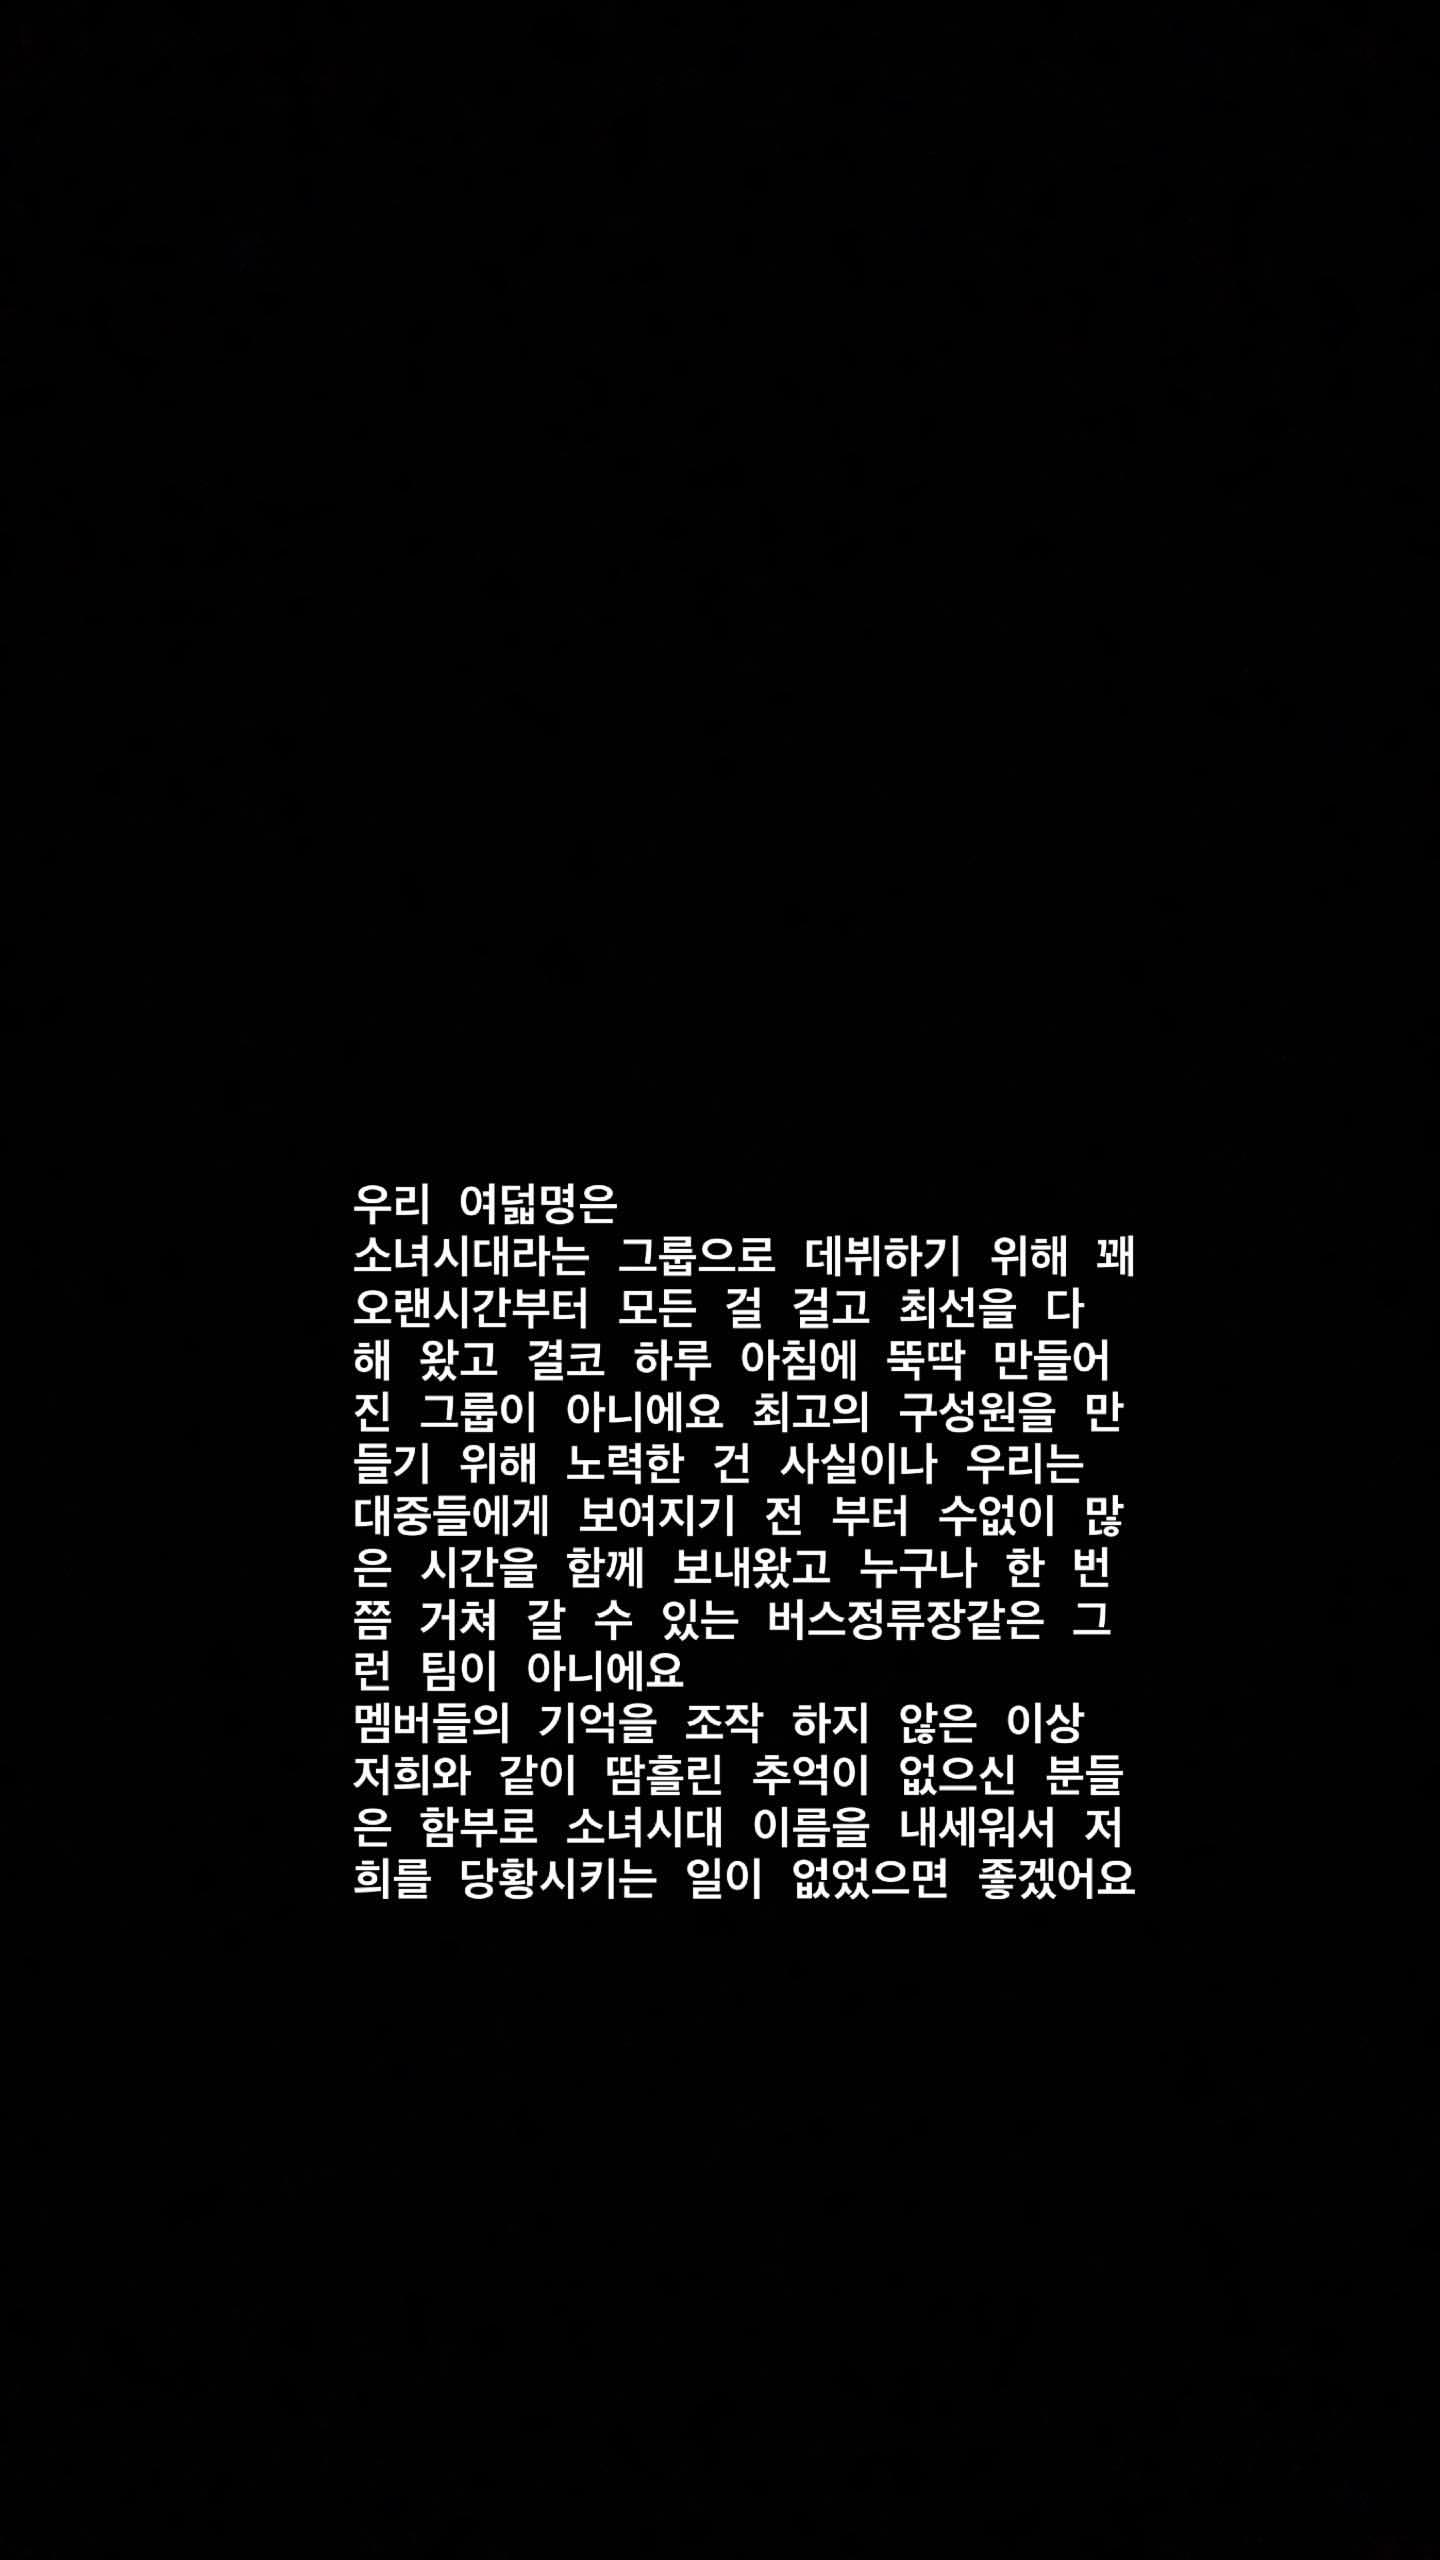 우리 여덟명은
소녀시대라는 그룹으로 데뷔하기 위해 꽤
오랜시간부터 모든 걸 걸고 최선을 다
해 왔고 결코 하루 아침에 뚝딱 만들어
진 그룹이 아니에요 최고의 구성원을 만
들기 위해 노력한 건 사실이나 우리는
대중들에게 보여지기 전 부터 수없이 많
은 시간을 함께 보내왔고 누구나 한 번
쯤 거쳐 갈 수 있는 버스정류장같은 그
런 팀이 아니에요
멤버들의 기억을 조작 하지 않은 이상
저희와 같이 땀흘린 추억이 없으신 분들
은 함부로 소녀시대 이름을 내세워서 저
희를 당황시키는 일이 없었으면 좋겠어요